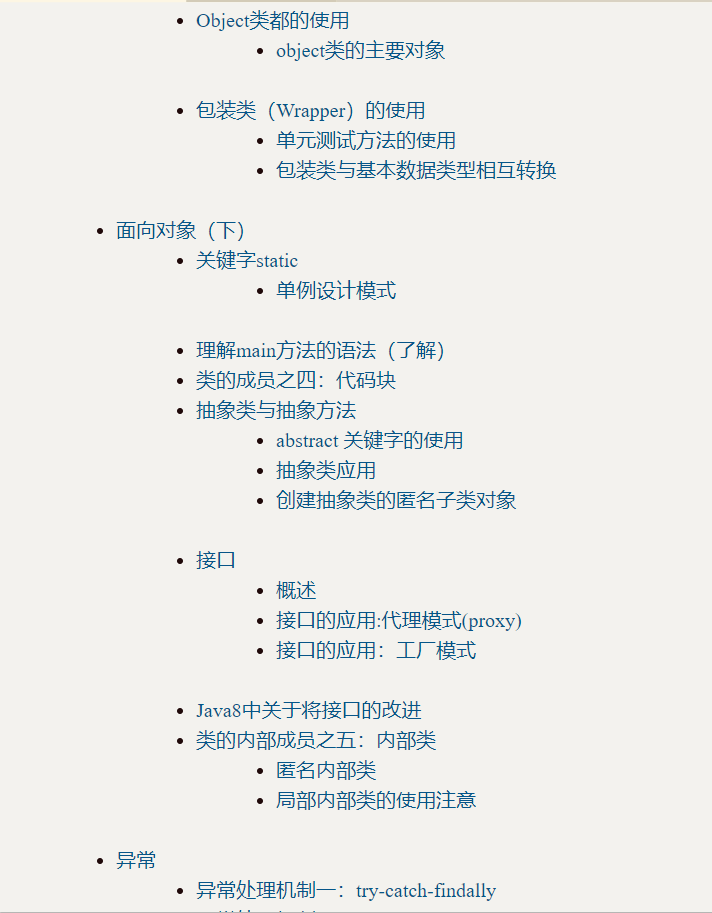 Object类都的使用
object类的主要对象
包装类（Wrapper）的使用
单元测试方法的使用
包装类与基本数据类型相互转换
面向对象（下）
关键字static
单例设计模式
理解main方法的语法（了解）
类的成员之四：代码块
抽象类与抽象方法
abstract 关键字的使用
抽象类应用
创建抽象类的匿名子类对象
接口
概述
接口的应用:代理模式(proxy)
接口的应用：工厂模式
Java8中关于将接口的改进
类的内部成员之五：内部类
匿名内部类
局部内部类的使用注意
异常
异常处理机制一：try-catch-findally